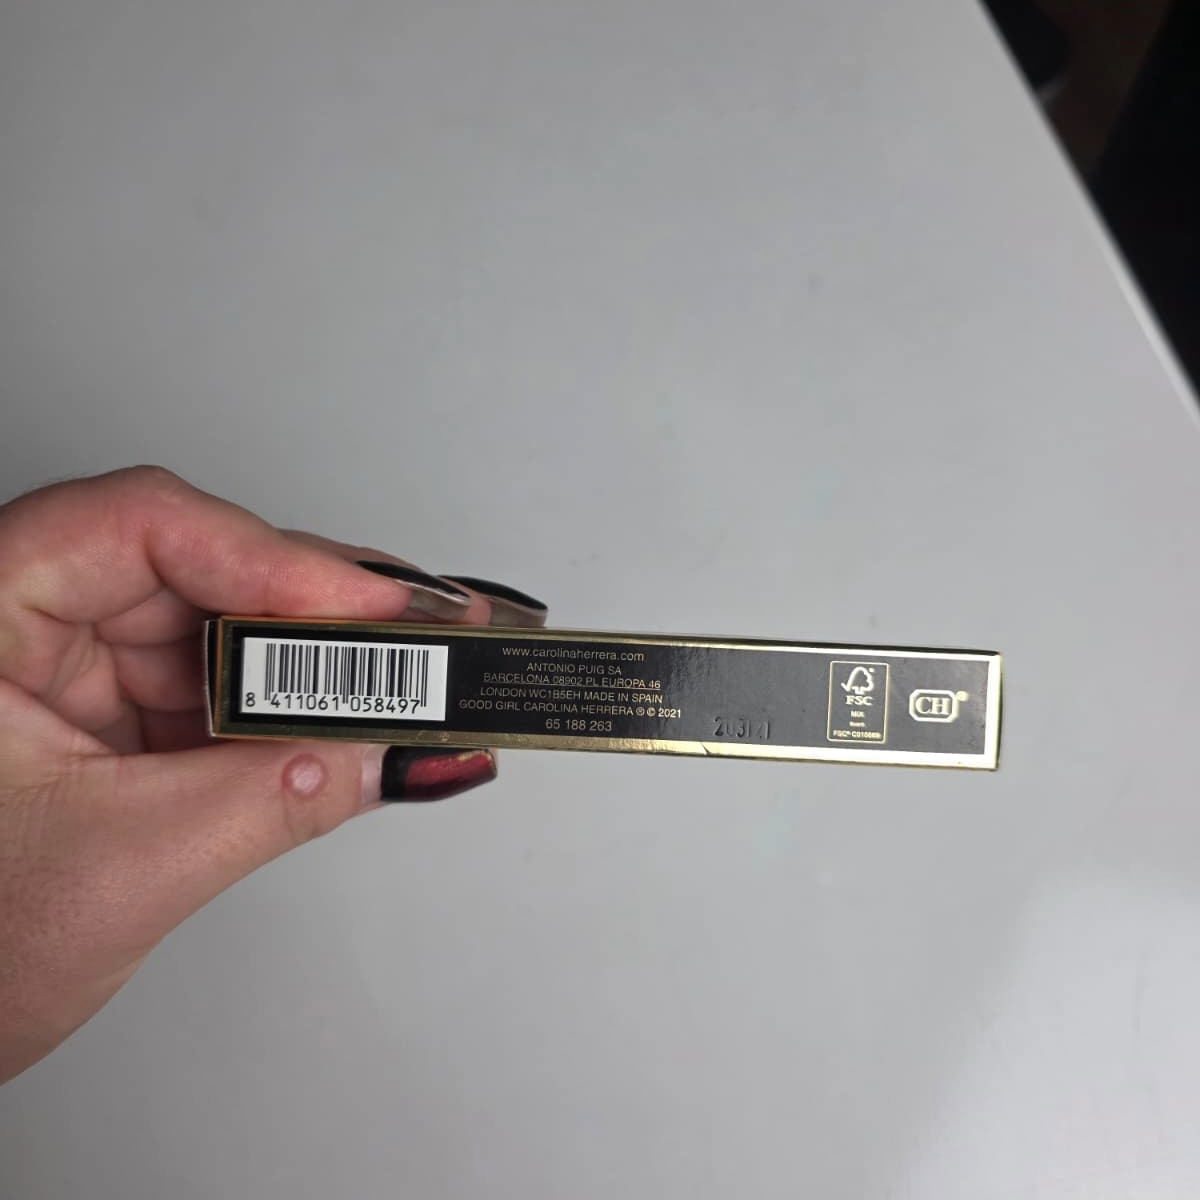 8 411061 058497
www.carolinaherrera.com
ANTONIO PUIG SA
BARCELONA 08902 PL EUROPA 46
LONDON WC1B5EH MADE IN SPAIN
GOOD GIRL CAROLINA HERRERA ® © 2021
65 188 263
FSC
MIX
CH